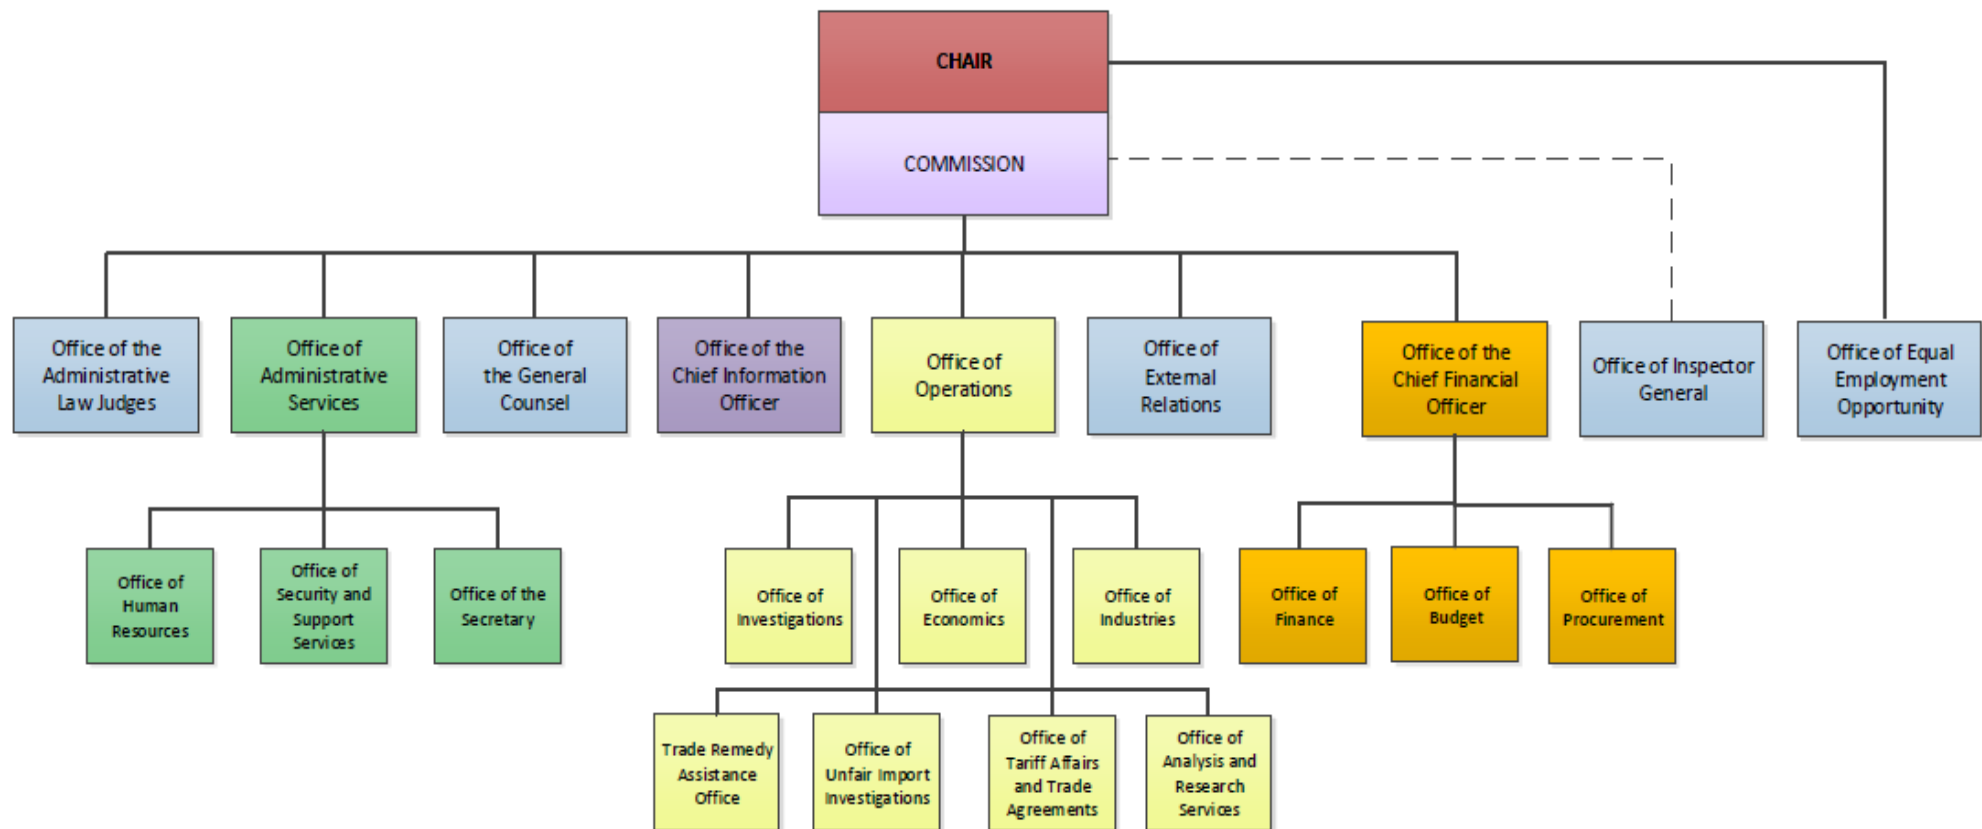 CHAIR
COMMISSION
Office of the
Administrative
Law Judges
Office of
Administrative
Services
Office of
the General
Counsel
Office of the
Chief Information
Officer
Office of
Operations
Office of
External
Relations
Office of the
Chief Financial
Officer
Office of Inspector
General
Office of Equal
Employment
Opportunity
Office of
Human
Resources
Office of
Security and
Support
Services
Office of the
Secretary
Office of
Investigations
Office of
Economics
Office of
Industries
Office of
Finance
Office of
Budget
Office of
Procurement
Trade Remedy
Assistance
Office
Office of
Unfair Import
Investigations
Office of
Tariff Affairs
and Trade
Agreements
Office of
Analysis and
Research
Services